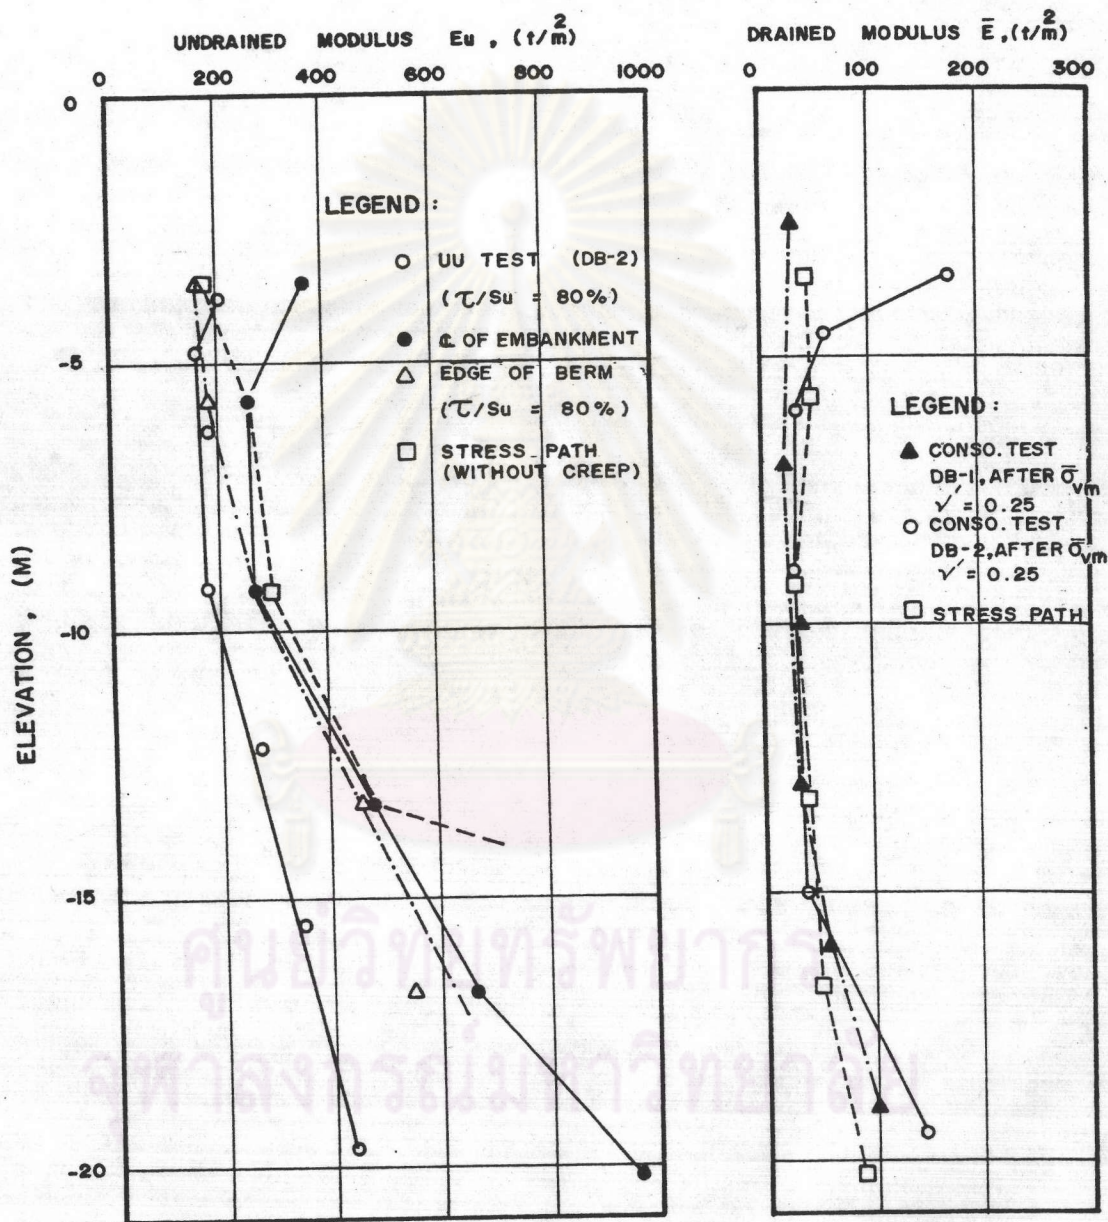 UNDRAINED MODULUS Eu , (t/m²)
0 200 400 600 800 1000
DRAINED MODULUS E̅ , (t/m²)
0 100 200 300
0
-5
-10
-15
-20
ELEVATION , (M)
LEGEND :
UU TEST (DB-2)
(τ/Su = 80%)
℄ OF EMBANKMENT
EDGE OF BERM
(τ/Su = 80%)
STRESS PATH
(WITHOUT CREEP)
LEGEND :
CONSO. TEST
DB-1, AFTER σ̅vm
ν′ = 0.25
CONSO. TEST
DB-2, AFTER σ̅vm
ν′ = 0.25
STRESS PATH
ศูนย์วิทยทรัพยากร
จุฬาลงกรณ์มหาวิทยาลัย